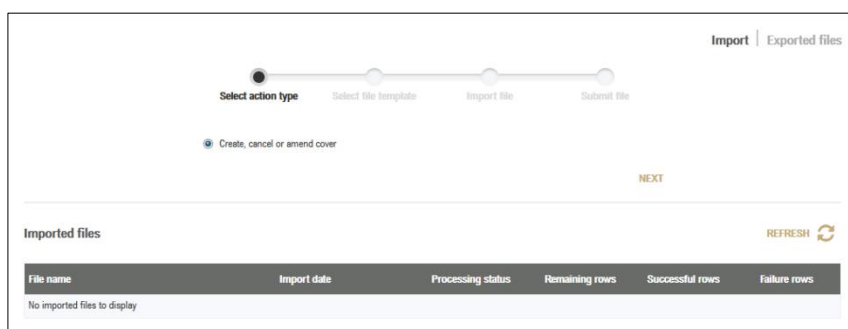 Import | Exported files
Select action type Select file template Import file Submit file
Create, cancel or amend cover
NEXT
Imported files REFRESH
File name Import date Processing status Remaining rows Successful rows Failure rows
No imported files to display